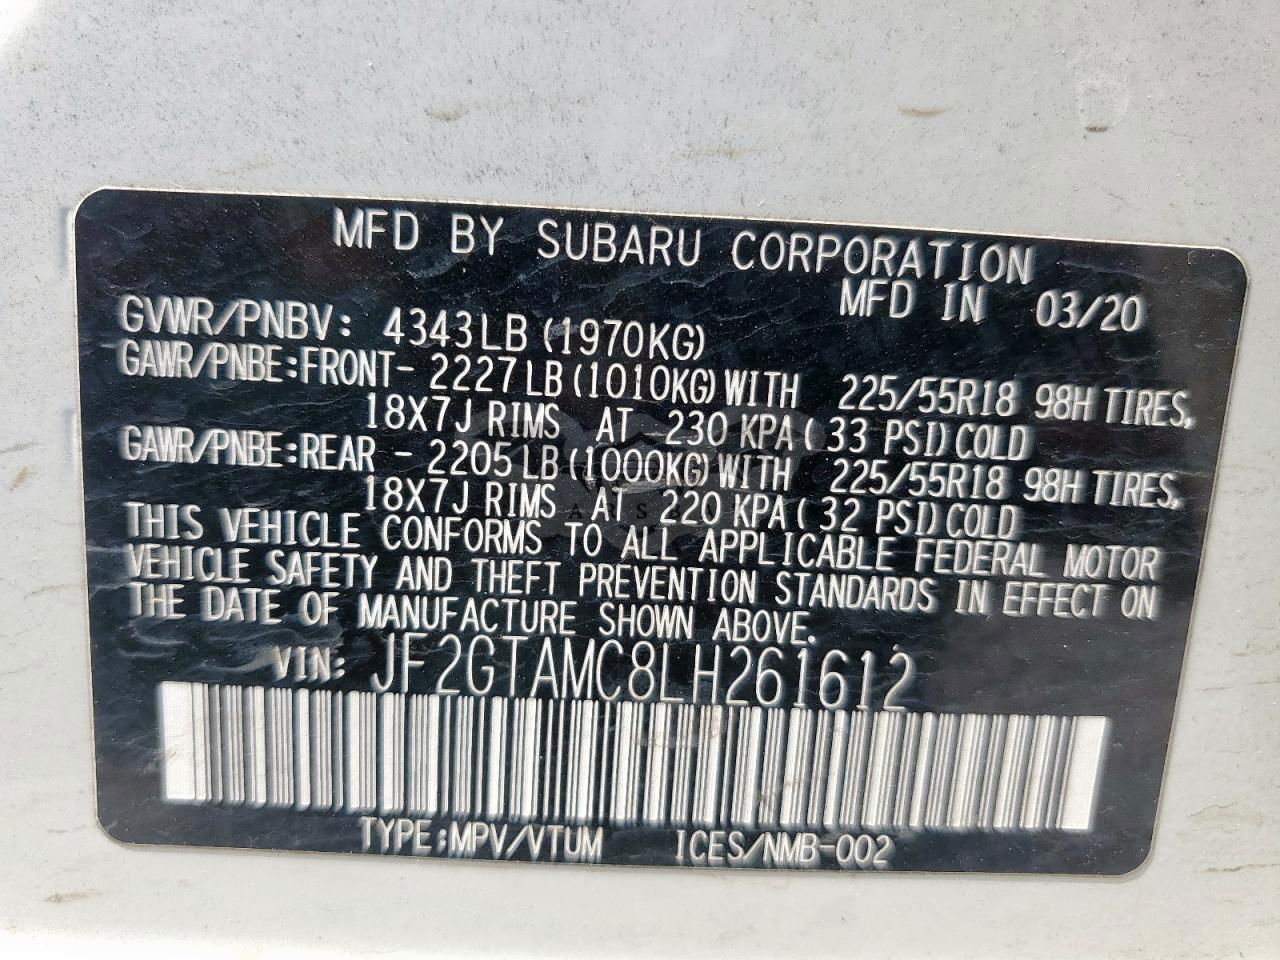 MFD BY SUBARU CORPORATION
MFD IN 03/20
GVWR/PNBV: 4343LB (1970KG)
GAWR/PNBE:FRONT- 2227LB (1010KG) WITH 225/55R18 98H TIRES,
18X7J RIMS AT 230 KPA ( 33 PSI) COLD
GAWR/PNBE:REAR - 2205LB (1000KG) WITH 225/55R18 98H TIRES,
18X7J RIMS AT 220 KPA ( 32 PSI) COLD
THIS VEHICLE CONFORMS TO ALL APPLICABLE FEDERAL MOTOR
VEHICLE SAFETY AND THEFT PREVENTION STANDARDS IN EFFECT ON
THE DATE OF MANUFACTURE SHOWN ABOVE.
VIN: JF2GTAMC8LH261612
TYPE:MPV/VTUM ICES/NMB-002